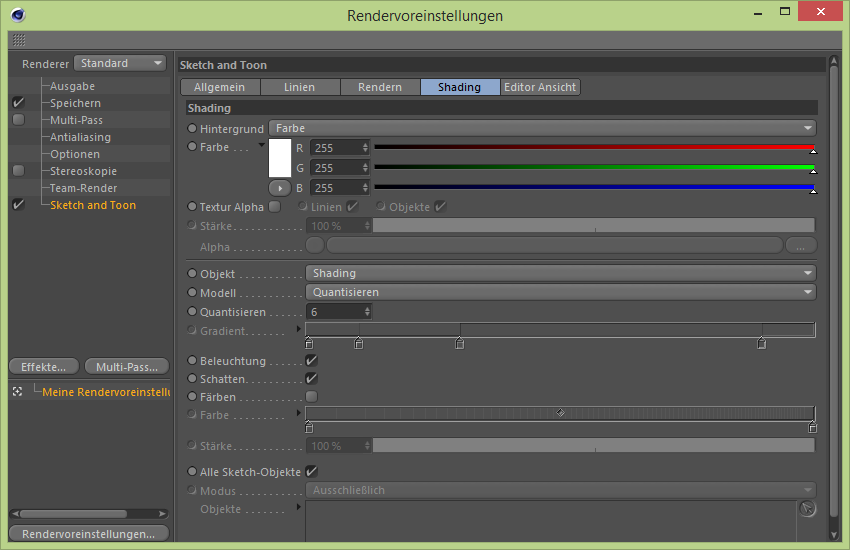 Rendervoreinstellungen
Renderer Standard
Ausgabe
Speichern
Multi-Pass
Antialiasing
Optionen
Stereoskopie
Team-Render
Sketch and Toon
Effekte... Multi-Pass...
Meine Rendervoreinstellu
Rendervoreinstellungen...
Sketch and Toon
Allgemein Linien Rendern Shading Editor Ansicht
Shading
Hintergrund Farbe
Farbe . . . R 255
G 255
B 255
Textur Alpha Linien Objekte
Stärke. . . . . . . . . . . 100 %
Alpha . . . . . . . . . . . ...
Objekt . . . . . . . . . . Shading
Modell . . . . . . . . . . Quantisieren
Quantisieren . . . . . 6
Gradient. . . . . . .
Beleuchtung . . . . .
Schatten. . . . . . . . .
Färben . . . . . . . . .
Farbe . . . . . . . . .
Stärke. . . . . . . . . . . 100 %
Alle Sketch-Objekte
Modus . . . . . . . . . . Ausschließlich
Objekte . . . . . . .